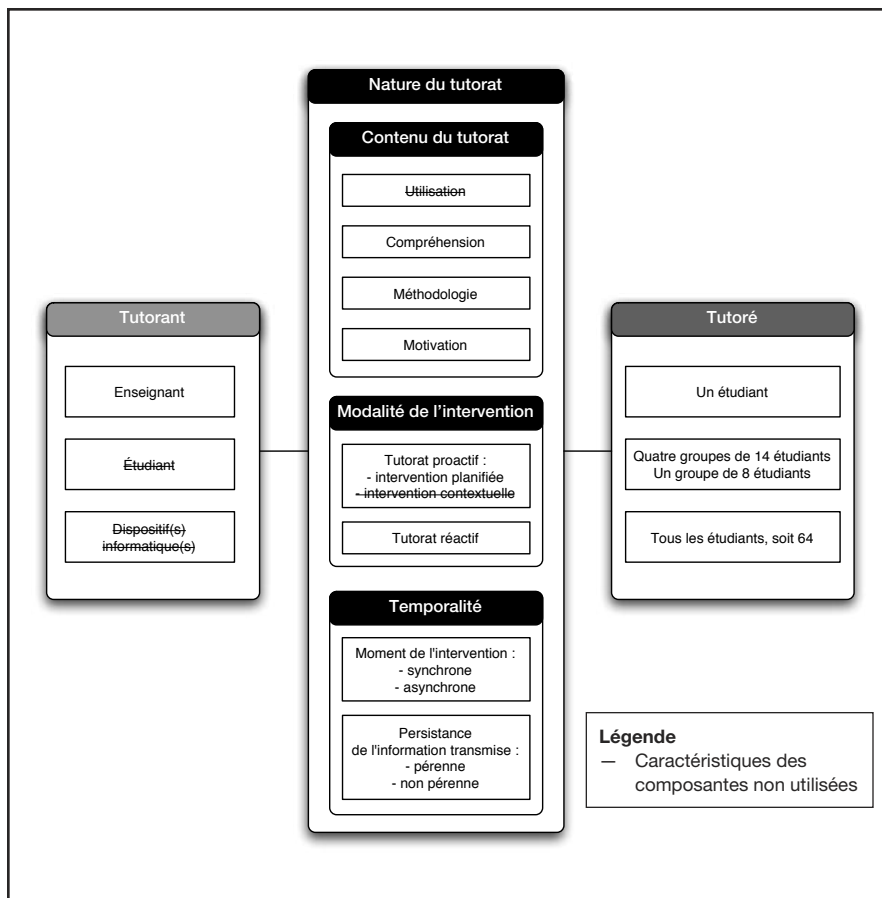 Nature du tutorat
Contenu du tutorat
Utilisation
Compréhension
Méthodologie
Motivation
Tutorant
Enseignant
Étudiant
Dispositif(s)
informatique(s)
Modalité de l'intervention
Tutorat proactif :
- intervention planifiée
- intervention contextuelle
Tutorat réactif
Temporalité
Moment de l'intervention :
- synchrone
- asynchrone
Persistance
de l'information transmise :
- pérenne
- non pérenne
Tutoré
Un étudiant
Quatre groupes de 14 étudiants
Un groupe de 8 étudiants
Tous les étudiants, soit 64
Légende
— Caractéristiques des
composantes non utilisées